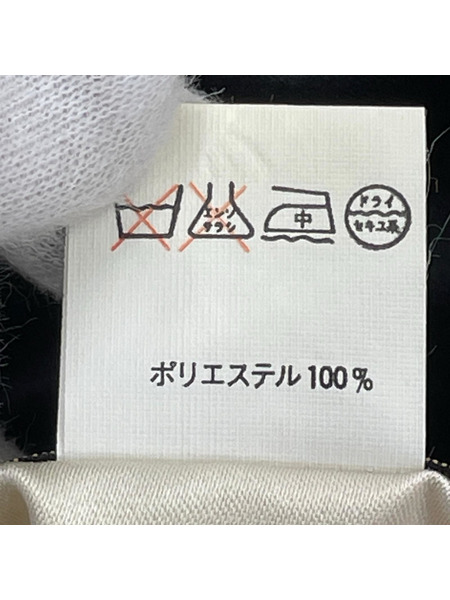 エンソ サラシ
中
ドライ
セキユ系
ポリエステル 100%